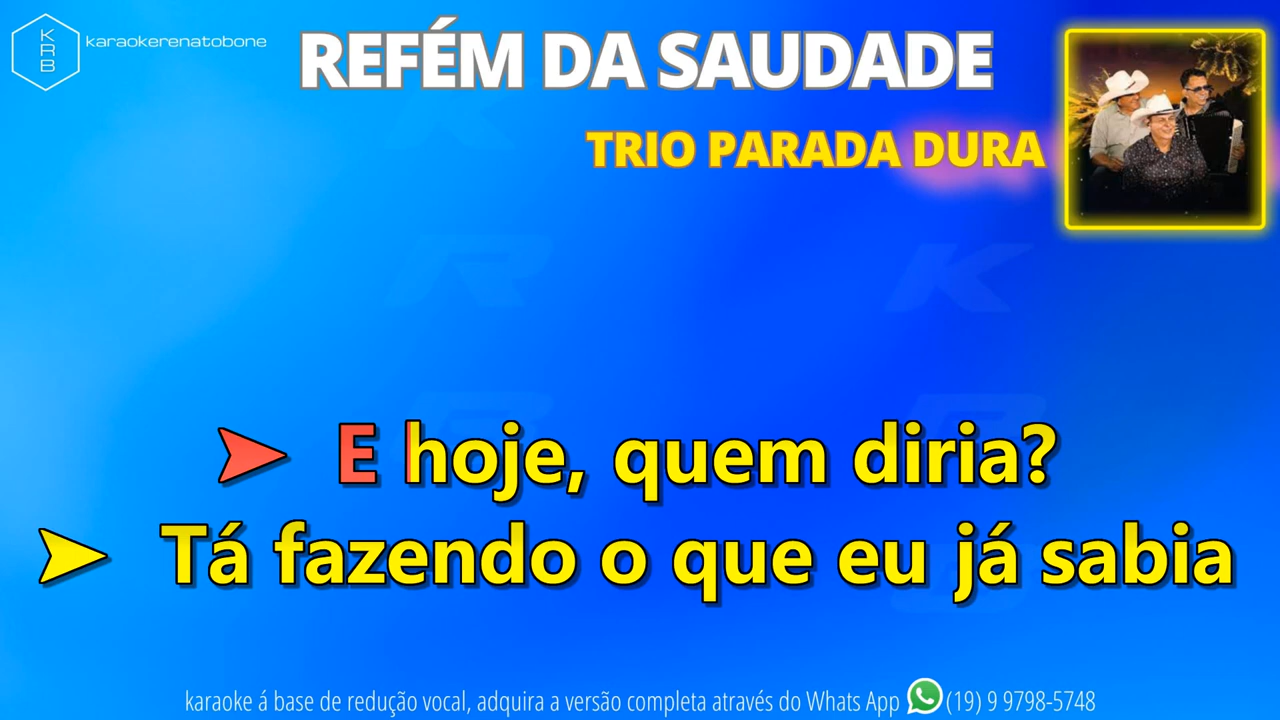 K
R
B
karaokerenatobone
REFÉM DA SAUDADE
TRIO PARADA DURA
R K
B R
B
➤ E hoje, quem diria?
➤ Tá fazendo o que eu já sabia
karaoke á base de redução vocal, adquira a versão completa através do Whats App (19) 9 9798-5748